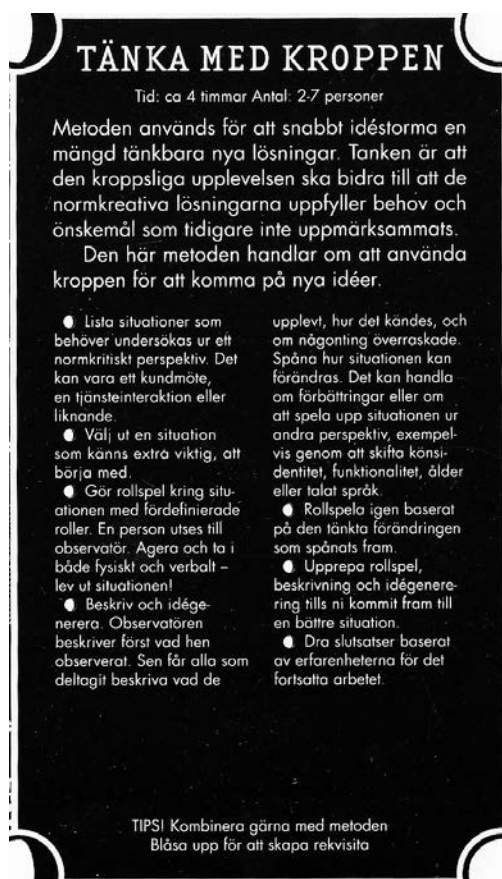 TÄNKA MED KROPPEN
Tid: ca 4 timmar Antal: 2-7 personer
Metoden används för att snabbt idéstorma en
mängd tänkbara nya lösningar. Tanken är att
den kroppsliga upplevelsen ska bidra till att de
normkreativa lösningarna uppfyller behov och
önskemål som tidigare inte uppmärksammats.
Den här metoden handlar om att använda
kroppen för att komma på nya idéer.
Lista situationer som
behöver undersökas ur ett
normkritiskt perspektiv. Det
kan vara ett kundmöte,
en tjänsteinteraktion eller
liknande.
Välj ut en situation
som känns extra viktig, att
börja med.
Gör rollspel kring situ-
ationen med fördefinierade
roller. En person utses till
observatör. Agera och ta i
både fysiskt och verbalt –
lev ut situationen!
Beskriv och idége-
nerera. Observatören
beskriver först vad hen
observerat. Sen får alla som
deltagit beskriva vad de
upplevt, hur det kändes, och
om någonting överraskade.
Spåna hur situationen kan
förändras. Det kan handla
om förbättringar eller om
att spela upp situationen ur
andra perspektiv, exempel-
vis genom att skifta könsi-
dentitet, funktionalitet, ålder
eller talat språk.
Rollspela igen baserat
på den tänkta förändringen
som spånats fram.
Upprepa rollspel,
beskrivning och idégenere-
ring tills ni kommit fram till
en bättre situation.
Dra slutsatser baserat
av erfarenheterna för det
fortsatta arbetet.
TIPS! Kombinera gärna med metoden
Blåsa upp för att skapa rekvisita